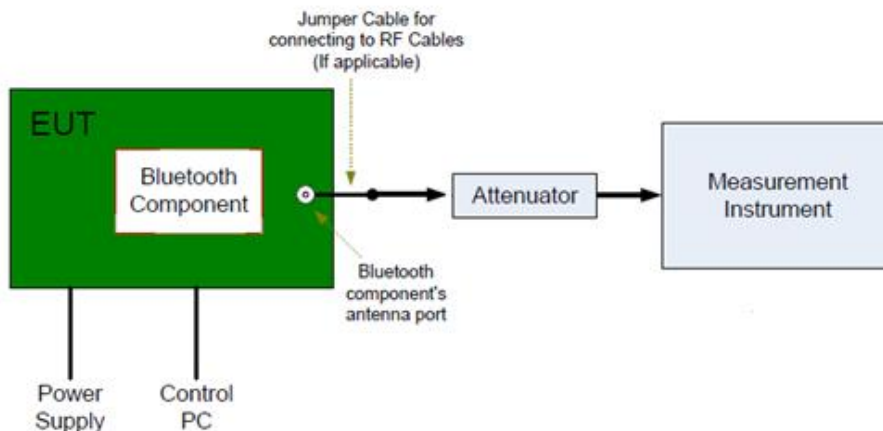 Jumper Cable for
connecting to RF Cables
(If applicable)
EUT
Bluetooth
Component
Attenuator
Measurement
Instrument
Bluetooth
component's
antenna port
Power
Supply
Control
PC